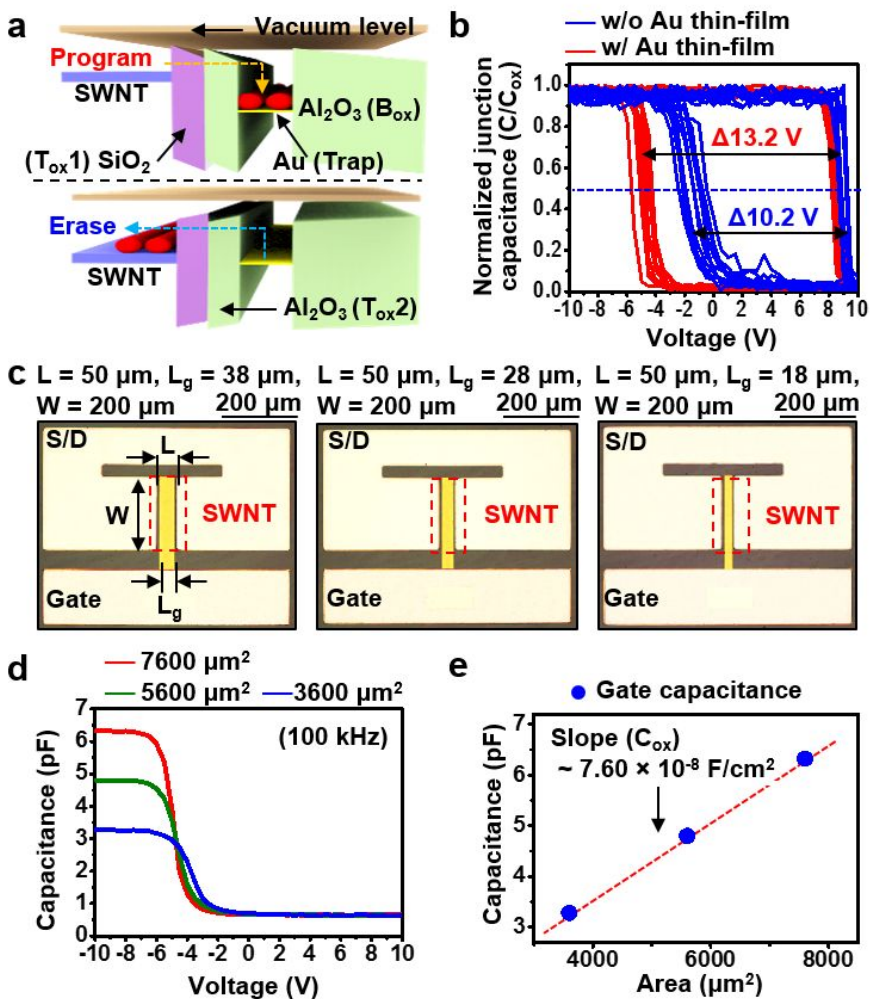 a
Vacuum level
Program
SWNT
Al₂O₃ (Bₒₓ)
(Tₒₓ1) SiO₂
Au (Trap)
Erase
SWNT
Al₂O₃ (Tₒₓ2)
b
w/o Au thin-film
w/ Au thin-film
Normalized junction
capacitance (C/Cₒₓ)
1.0
0.8
0.6
0.4
0.2
0.0
Δ13.2 V
Δ10.2 V
-10 -8 -6 -4 -2 0 2 4 6 8 10
Voltage (V)
c
L = 50 μm, L_g = 38 μm,
W = 200 μm
200 μm
S/D
L
W
SWNT
L_g
Gate
L = 50 μm, L_g = 28 μm,
W = 200 μm
200 μm
S/D
SWNT
Gate
L = 50 μm, L_g = 18 μm,
W = 200 μm
200 μm
S/D
SWNT
Gate
d
7600 μm²
5600 μm²
3600 μm²
(100 kHz)
Capacitance (pF)
7
6
5
4
3
2
1
0
-10 -8 -6 -4 -2 0 2 4 6 8 10
Voltage (V)
e
Gate capacitance
Slope (Cₒₓ)
~ 7.60 × 10⁻⁸ F/cm²
Capacitance (pF)
7
6
5
4
3
4000 6000 8000
Area (μm²)